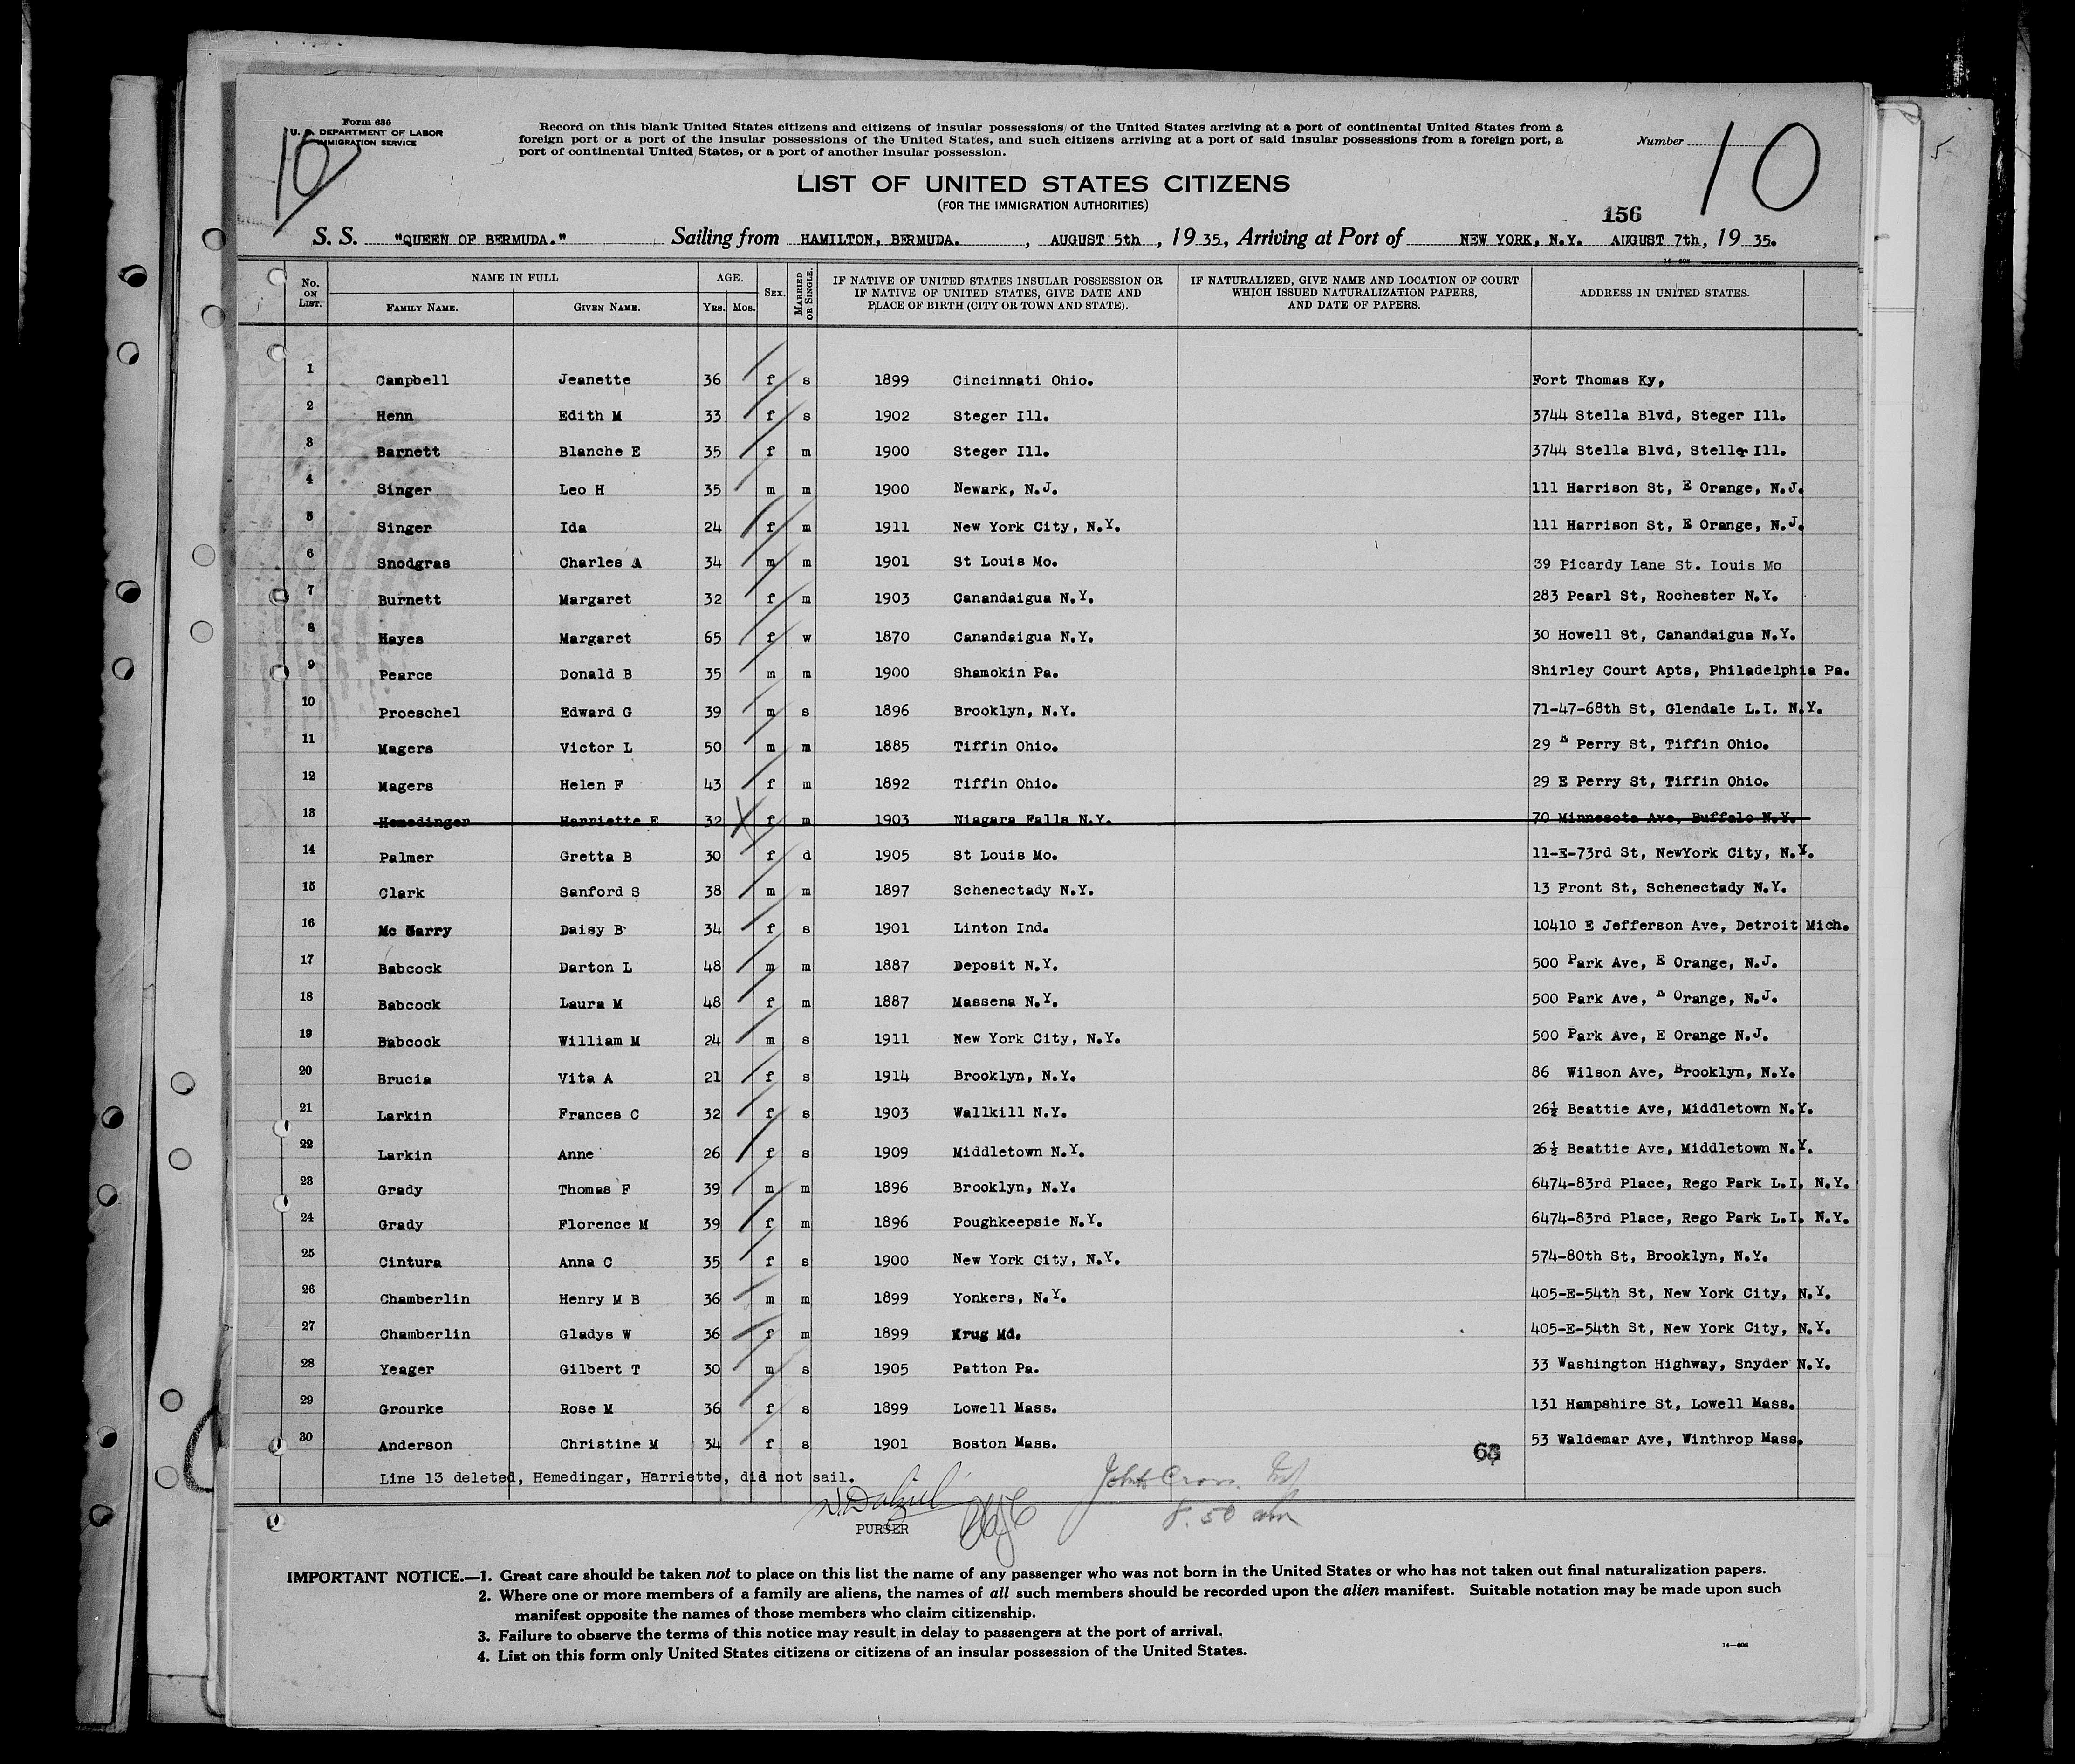 Form 636
U. S. DEPARTMENT OF LABOR
IMMIGRATION SERVICE
10
Record on this blank United States citizens and citizens of insular possessions of the United States arriving at a port of continental United States from a
foreign port or a port of the insular possessions of the United States, and such citizens arriving at a port of said insular possessions from a foreign port, a
port of continental United States, or a port of another insular possession.
Number 10
LIST OF UNITED STATES CITIZENS
(FOR THE IMMIGRATION AUTHORITIES)
156
S. S. "QUEEN OF BERMUDA." Sailing from HAMILTON, BERMUDA. , AUGUST 5th , 19 35, Arriving at Port of NEW YORK, N.Y. AUGUST 7th, 19 35.
No. ON LIST. NAME IN FULL FAMILY NAME. GIVEN NAME. AGE. YRS. MOS. SEX. MARRIED OR SINGLE. IF NATIVE OF UNITED STATES INSULAR POSSESSION OR IF NATIVE OF UNITED STATES, GIVE DATE AND PLACE OF BIRTH (CITY OR TOWN AND STATE). IF NATURALIZED, GIVE NAME AND LOCATION OF COURT WHICH ISSUED NATURALIZATION PAPERS, AND DATE OF PAPERS. ADDRESS IN UNITED STATES.
1 Campbell Jeanette 36 f s 1899 Cincinnati Ohio. Fort Thomas Ky,
2 Henn Edith M 33 f s 1902 Steger Ill. 3744 Stella Blvd, Steger Ill.
3 Barnett Blanche E 35 f m 1900 Steger Ill. 3744 Stella Blvd, Steller Ill.
4 Singer Leo H 35 m m 1900 Newark, N.J. 111 Harrison St, E Orange, N.J.
5 Singer Ida 24 f m 1911 New York City, N.Y. 111 Harrison St, E Orange, N.J.
6 Snodgras Charles A 34 m m 1901 St Louis Mo. 39 Picardy Lane St. Louis Mo
7 Burnett Margaret 32 f m 1903 Canandaigua N.Y. 283 Pearl St, Rochester N.Y.
8 Hayes Margaret 65 f w 1870 Canandaigua N.Y. 30 Howell St, Canandaigua N.Y.
9 Pearce Donald B 35 m m 1900 Shamokin Pa. Shirley Court Apts, Philadelphia Pa.
10 Proeschel Edward G 39 m s 1896 Brooklyn, N.Y. 71-47-68th St, Glendale L.I. N.Y.
11 Magers Victor L 50 m m 1885 Tiffin Ohio. 29 E Perry St, Tiffin Ohio.
12 Magers Helen F 43 f m 1892 Tiffin Ohio. 29 E Perry St, Tiffin Ohio.
13 Hemedinger Harriette E 32 f m 1903 Niagara Falls N.Y. 70 Minnesota Ave, Buffalo N.Y.
14 Palmer Gretta B 30 f d 1905 St Louis Mo. 11-E-73rd St, NewYork City, N.Y.
15 Clark Sanford S 38 m m 1897 Schenectady N.Y. 13 Front St, Schenectady N.Y.
16 Mc Garry Daisy B 34 f s 1901 Linton Ind. 10410 E Jefferson Ave, Detroit Mich.
17 Babcock Darton L 48 m m 1887 Deposit N.Y. 500 Park Ave, E Orange, N.J.
18 Babcock Laura M 48 f m 1887 Massena N.Y. 500 Park Ave, E Orange, N.J.
19 Babcock William M 24 m s 1911 New York City, N.Y. 500 Park Ave, E Orange N.J.
20 Brucia Vita A 21 f s 1914 Brooklyn, N.Y. 86 Wilson Ave, Brooklyn, N.Y.
21 Larkin Frances C 32 f s 1903 Wallkill N.Y. 26½ Beattie Ave, Middletown N.Y.
22 Larkin Anne 26 f s 1909 Middletown N.Y. 26½ Beattie Ave, Middletown N.Y.
23 Grady Thomas F 39 m m 1896 Brooklyn, N.Y. 6474-83rd Place, Rego Park L.I. N.Y.
24 Grady Florence M 39 f m 1896 Poughkeepsie N.Y. 6474-83rd Place, Rego Park L.I. N.Y.
25 Cintura Anna C 35 f s 1900 New York City, N.Y. 574-80th St, Brooklyn, N.Y.
26 Chamberlin Henry M B 36 m m 1899 Yonkers, N.Y. 405-E-54th St, New York City, N.Y.
27 Chamberlin Gladys W 36 f m 1899 Krug Md. 405-E-54th St, New York City, N.Y.
28 Yeager Gilbert T 30 m s 1905 Patton Pa. 33 Washington Highway, Snyder N.Y.
29 Grourke Rose M 36 f s 1899 Lowell Mass. 131 Hampshire St, Lowell Mass.
30 Anderson Christine M 34 f s 1901 Boston Mass. 53 Waldemar Ave, Winthrop Mass.
Line 13 deleted, Hemedingar, Harriette, did not sail.
8.50 am
PURSER
IMPORTANT NOTICE.—1. Great care should be taken not to place on this list the name of any passenger who was not born in the United States or who has not taken out final naturalization papers.
2. Where one or more members of a family are aliens, the names of all such members should be recorded upon the alien manifest. Suitable notation may be made upon such
manifest opposite the names of those members who claim citizenship.
3. Failure to observe the terms of this notice may result in delay to passengers at the port of arrival.
4. List on this form only United States citizens or citizens of an insular possession of the United States.
14—606